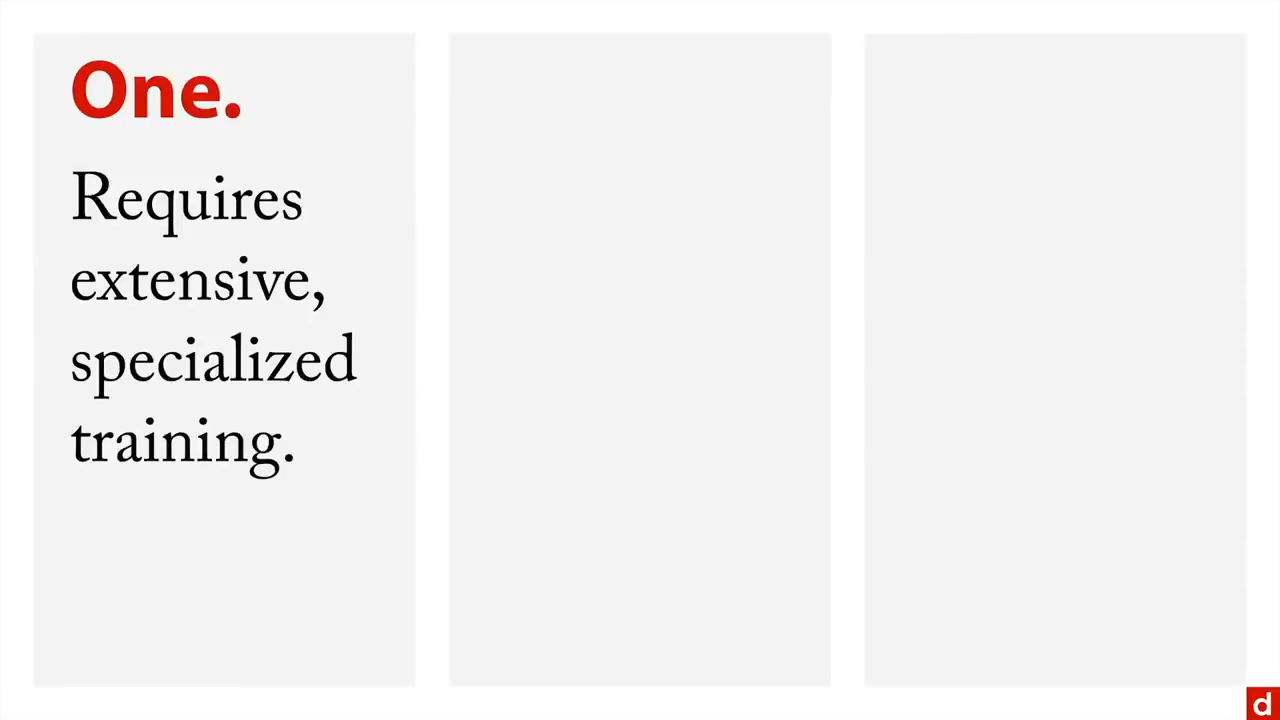 One.
Requires
extensive,
specialized
training.
d